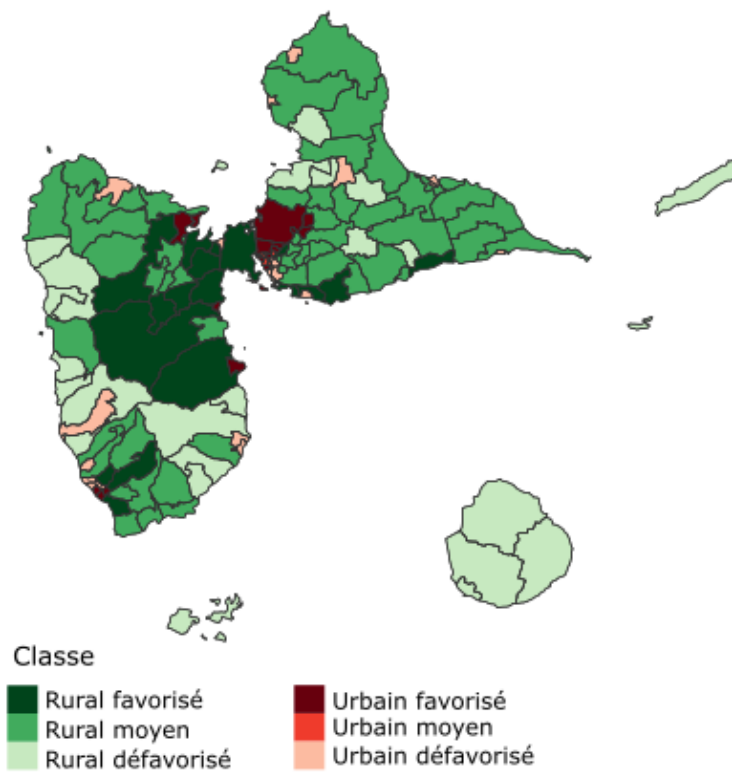 Classe
Rural favorisé
Rural moyen
Rural défavorisé
Urbain favorisé
Urbain moyen
Urbain défavorisé